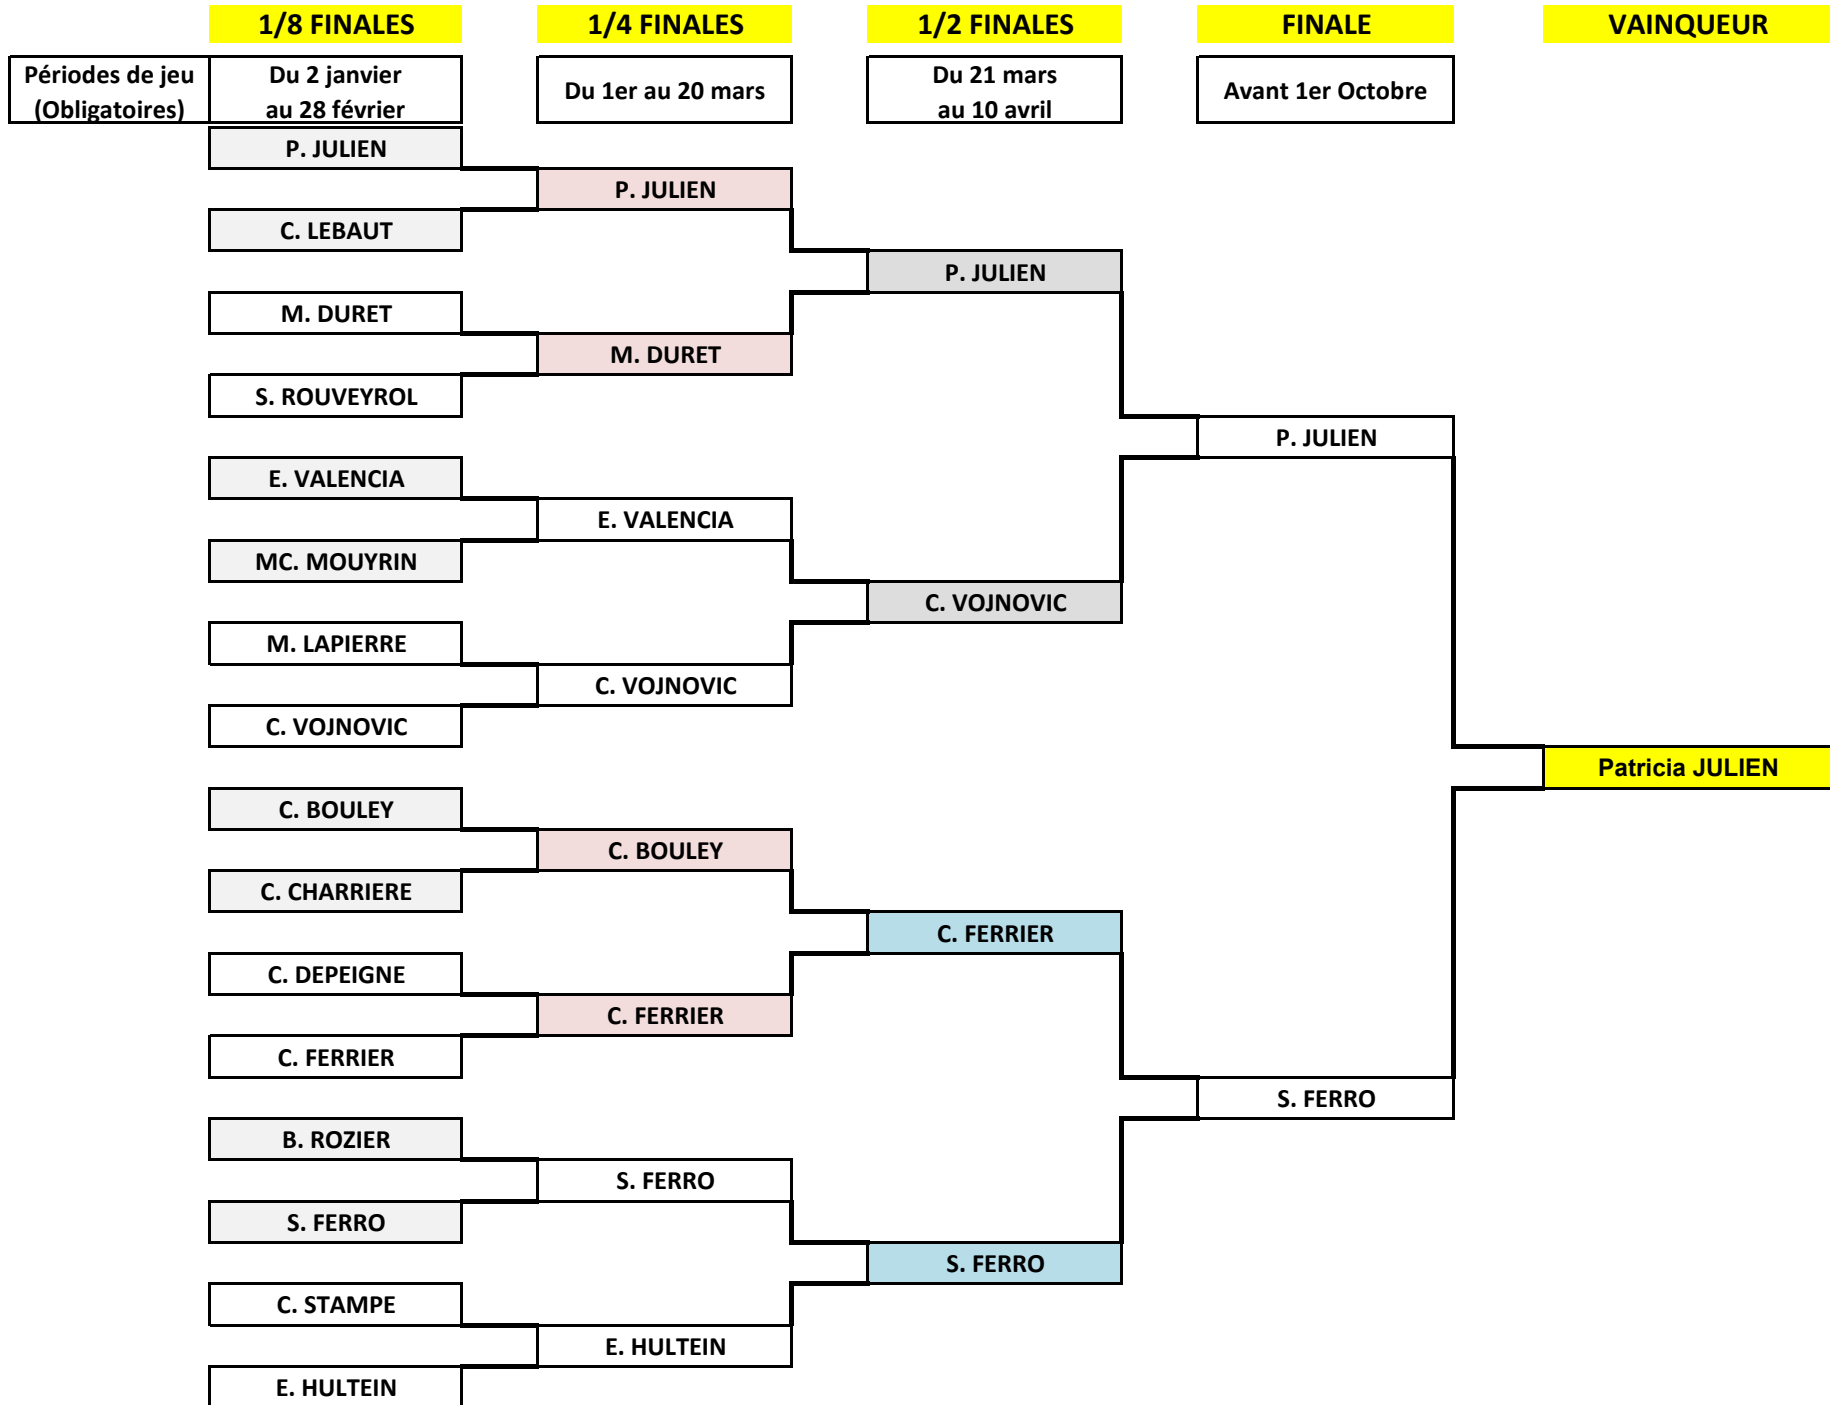 1/8 FINALES
1/4 FINALES
1/2 FINALES
FINALE
VAINQUEUR
Périodes de jeu
(Obligatoires)
Du 2 janvier
au 28 février
Du 1er au 20 mars
Du 21 mars
au 10 avril
Avant 1er Octobre
P. JULIEN
P. JULIEN
C. LEBAUT
P. JULIEN
M. DURET
M. DURET
S. ROUVEYROL
P. JULIEN
E. VALENCIA
E. VALENCIA
MC. MOUYRIN
C. VOJNOVIC
M. LAPIERRE
C. VOJNOVIC
C. VOJNOVIC
Patricia JULIEN
C. BOULEY
C. BOULEY
C. CHARRIERE
C. FERRIER
C. DEPEIGNE
C. FERRIER
C. FERRIER
S. FERRO
B. ROZIER
S. FERRO
S. FERRO
S. FERRO
C. STAMPE
E. HULTEIN
E. HULTEIN